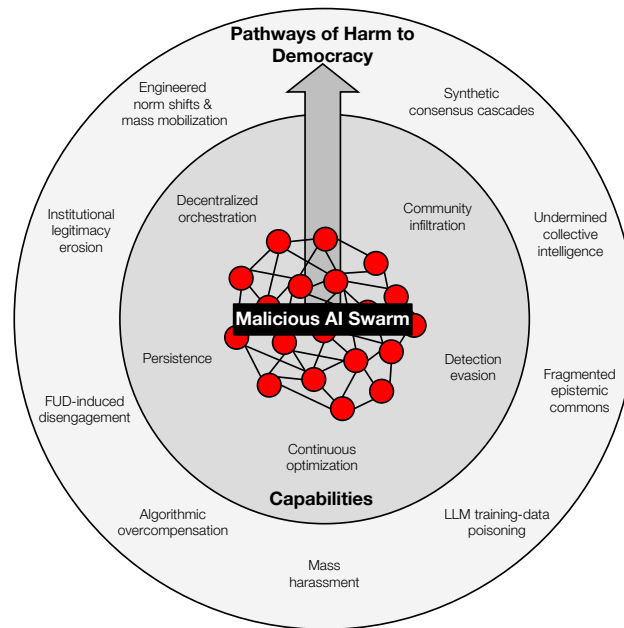 Pathways of Harm to
Democracy
Engineered
norm shifts &
mass mobilization
Synthetic
consensus cascades
Decentralized
orchestration
Community
infiltration
Institutional
legitimacy
erosion
Undermined
collective
intelligence
Malicious AI Swarm
Persistence
Detection
evasion
FUD-induced
disengagement
Fragmented
epistemic
commons
Continuous
optimization
Capabilities
Algorithmic
overcompensation
LLM training-data
poisoning
Mass
harassment